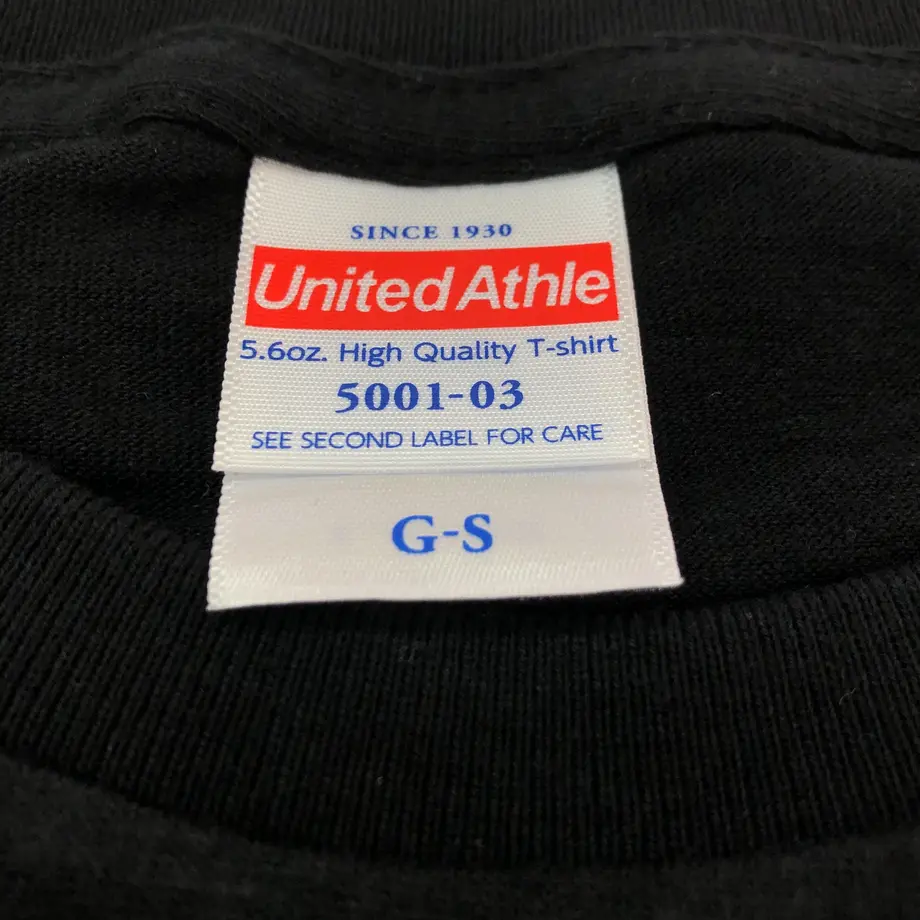 SINCE 1930
United Athle
5.6oz. High Quality T-shirt
5001-03
SEE SECOND LABEL FOR CARE
G-S